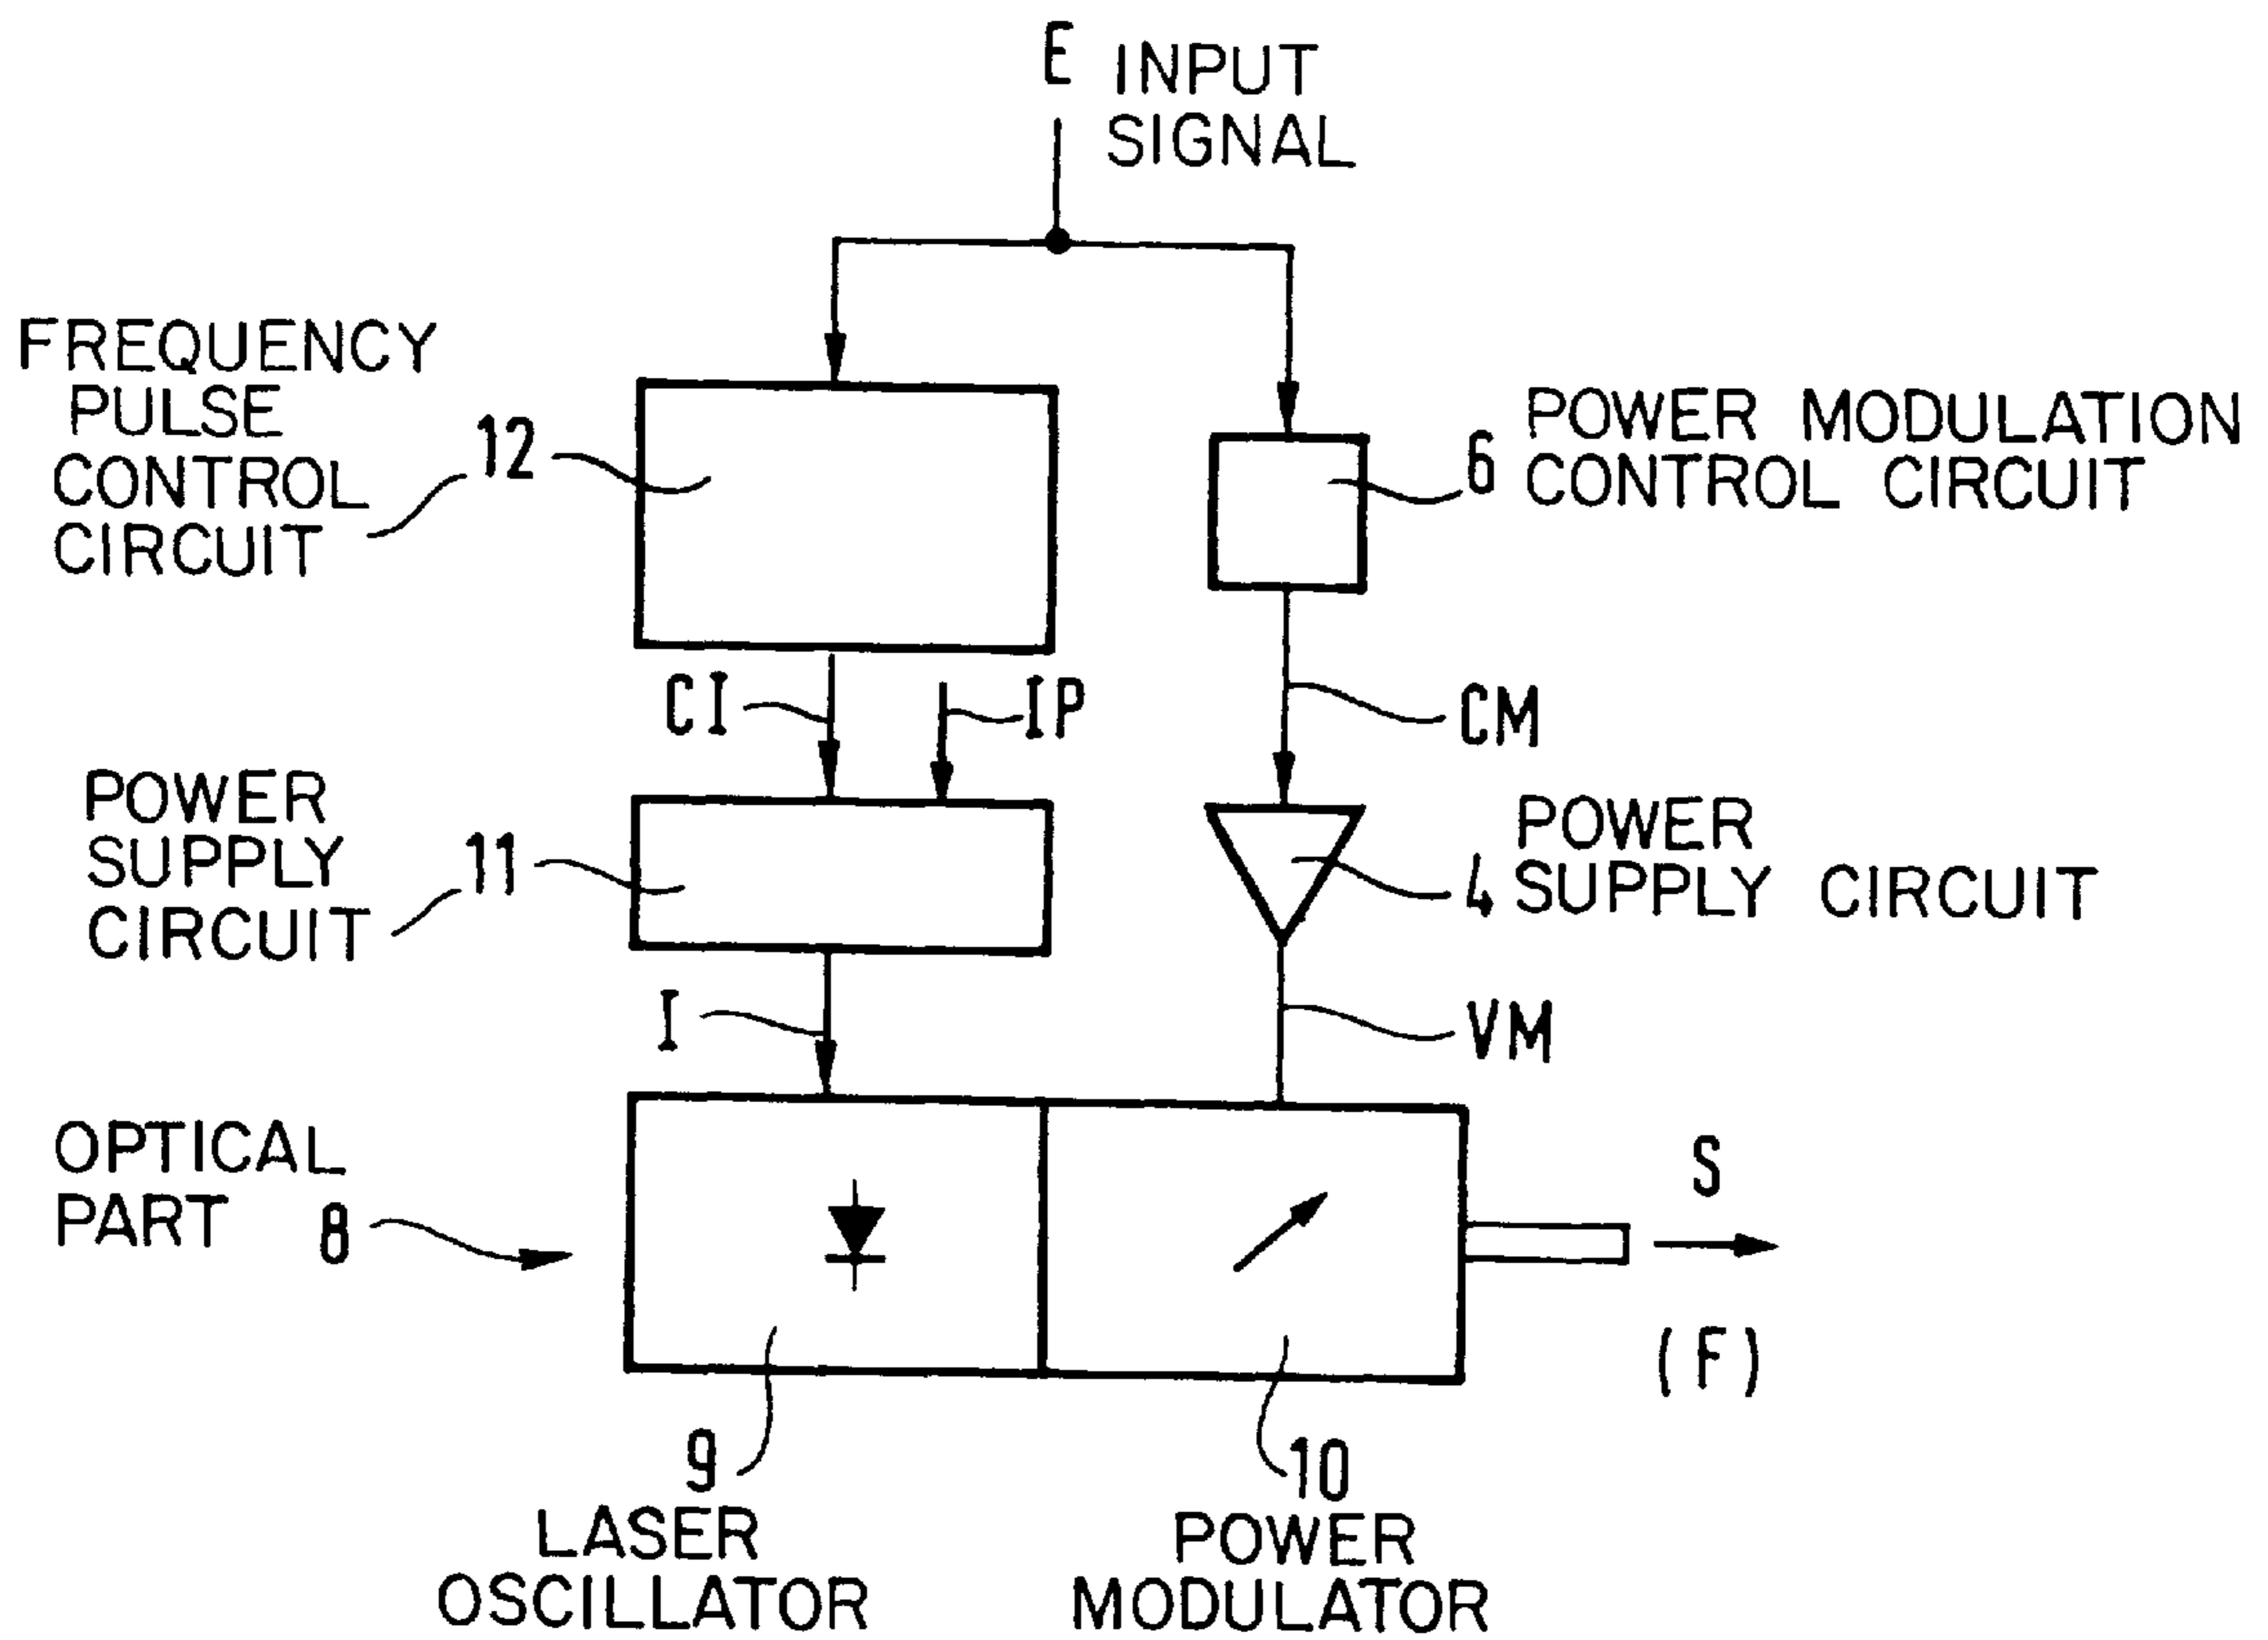 E INPUT
SIGNAL
FREQUENCY
PULSE
CONTROL
CIRCUIT
12
6
POWER MODULATION
CONTROL CIRCUIT
CI
IP
CM
POWER
SUPPLY
CIRCUIT
11
4
POWER
SUPPLY CIRCUIT
I
VM
OPTICAL
PART 8
S
(F)
9
LASER
OSCILLATOR
10
POWER
MODULATOR